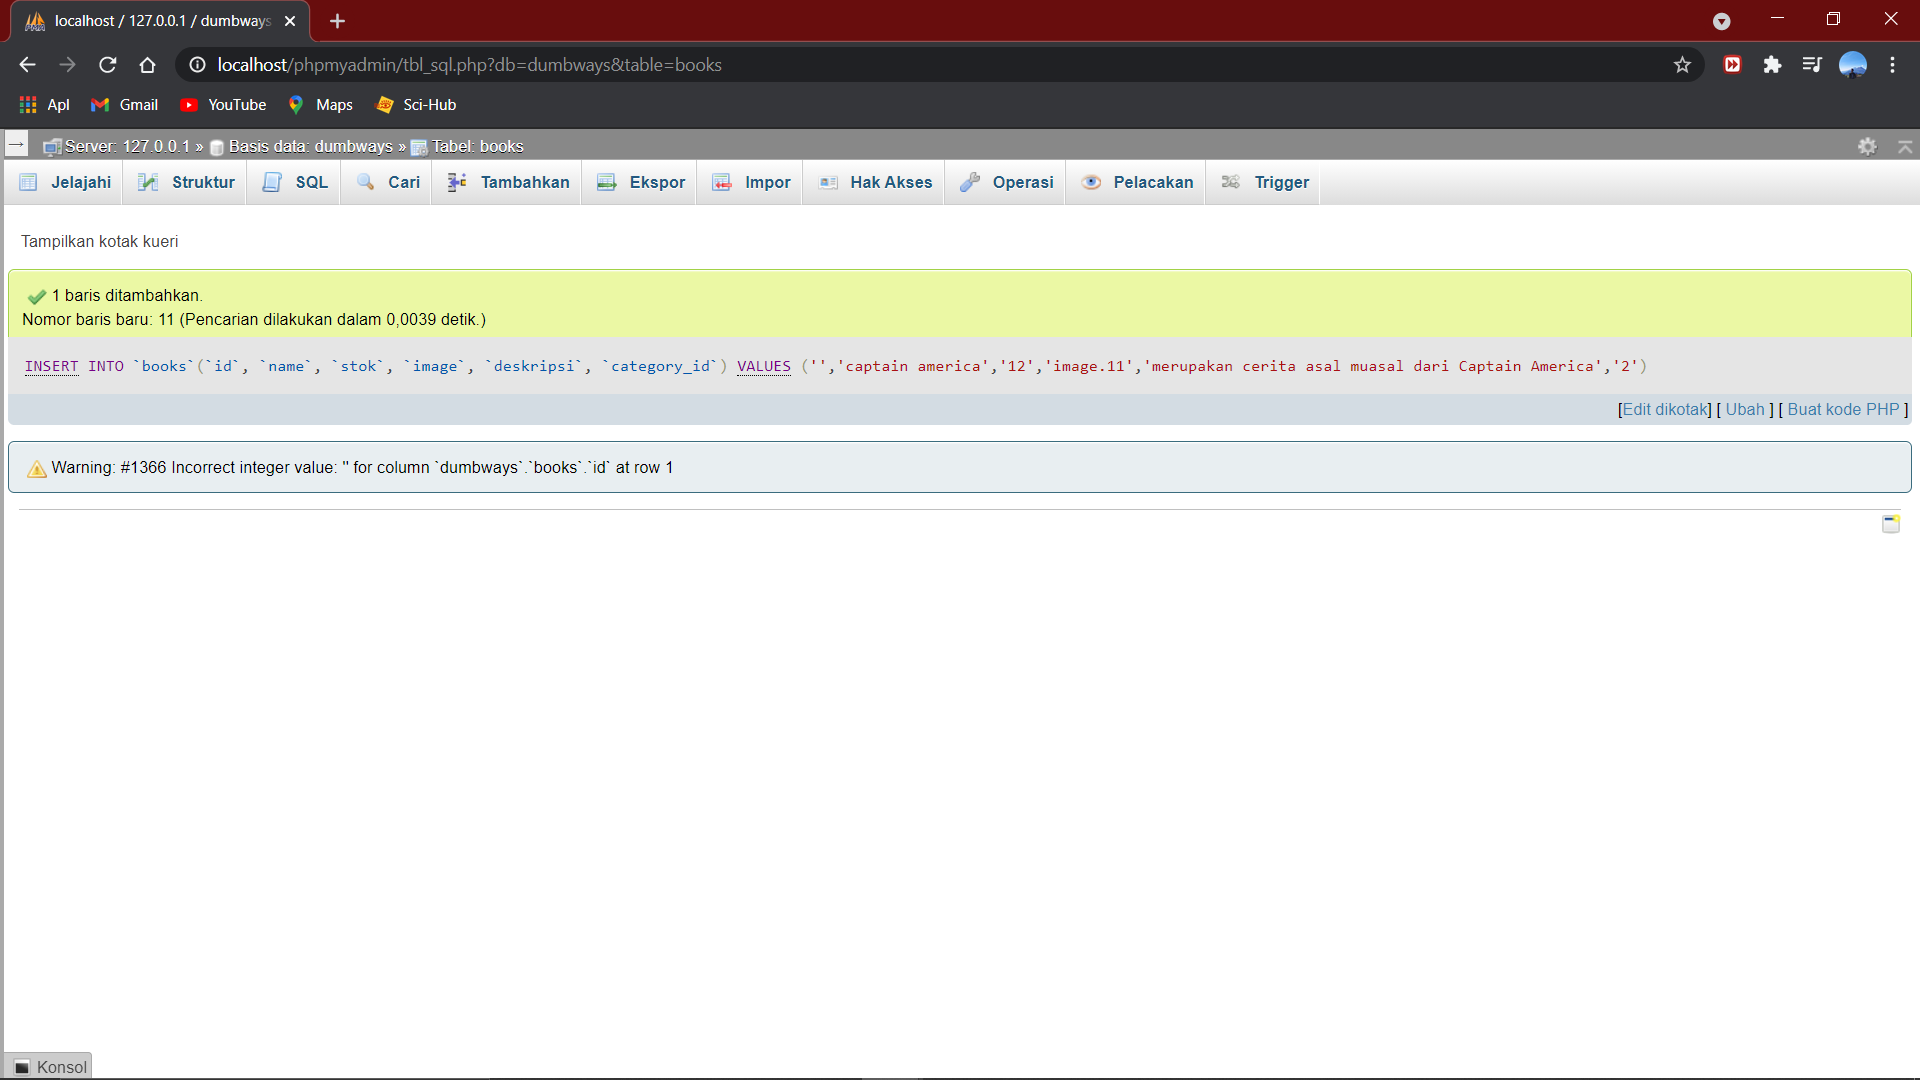 localhost / 127.0.0.1 / dumbways
localhost/phpmyadmin/tbl_sql.php?db=dumbways&table=books
Apl Gmail YouTube Maps Sci-Hub
Server: 127.0.0.1 » Basis data: dumbways » Tabel: books
Jelajahi Struktur SQL Cari Tambahkan Ekspor Impor Hak Akses Operasi Pelacakan Trigger
Tampilkan kotak kueri
1 baris ditambahkan.
Nomor baris baru: 11 (Pencarian dilakukan dalam 0,0039 detik.)
INSERT INTO `books`(`id`, `name`, `stok`, `image`, `deskripsi`, `category_id`) VALUES ('','captain america','12','image.11','merupakan cerita asal muasal dari Captain America','2')
[Edit dikotak] [ Ubah ] [ Buat kode PHP ]
Warning: #1366 Incorrect integer value: '' for column `dumbways`.`books`.`id` at row 1
Konsol